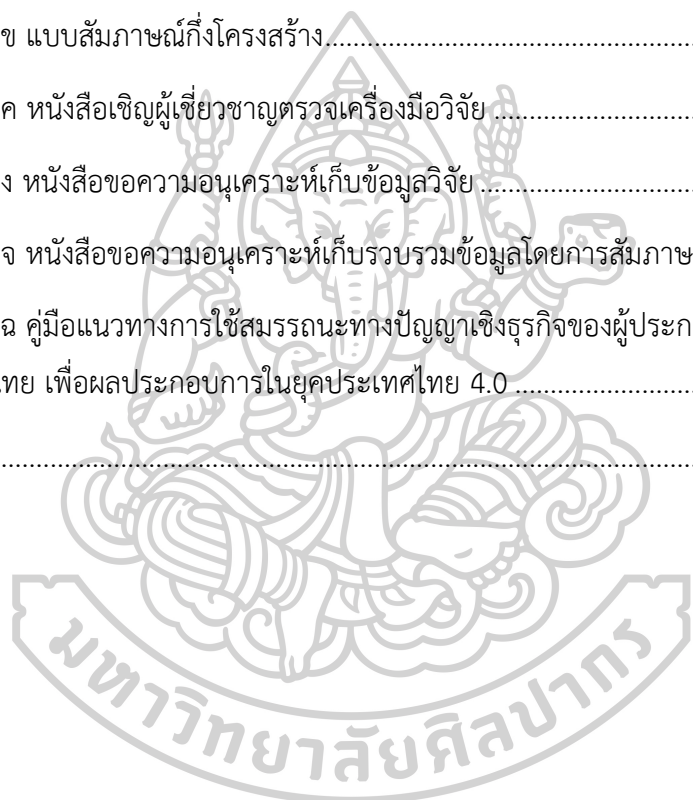 ข แบบสัมภาษณ์กึ่งโครงสร้าง........................................................................
ค หนังสือเชิญผู้เชี่ยวชาญตรวจเครื่องมือวิจัย ........................................
ง หนังสือขอความอนุเคราะห์เก็บข้อมูลวิจัย ..........................................
จ หนังสือขอความอนุเคราะห์เก็บรวบรวมข้อมูลโดยการสัมภาษ
ฉ คู่มือแนวทางการใช้สมรรถนะทางปัญญาเชิงธุรกิจของผู้ประก
ทย เพื่อผลประกอบการในยุคประเทศไทย 4.0 ....................................
........................................................................................................................
มหาวิทยาลัยศิลปากร